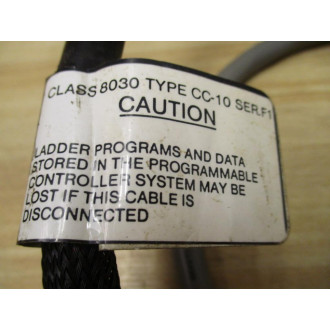 CLASS 8030 TYPE CC-10 SER.F1
CAUTION
LADDER PROGRAMS AND DATA
STORED IN THE PROGRAMMABLE
CONTROLLER SYSTEM MAY BE
LOST IF THIS CABLE IS
DISCONNECTED